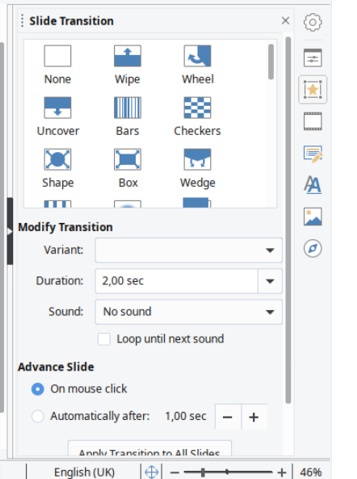 Slide Transition
None Wipe Wheel
Uncover Bars Checkers
Shape Box Wedge
Modify Transition
Variant:
Duration: 2,00 sec
Sound: No sound
Loop until next sound
Advance Slide
On mouse click
Automatically after: 1,00 sec
Apply Transition to All Slides
English (UK) 46%